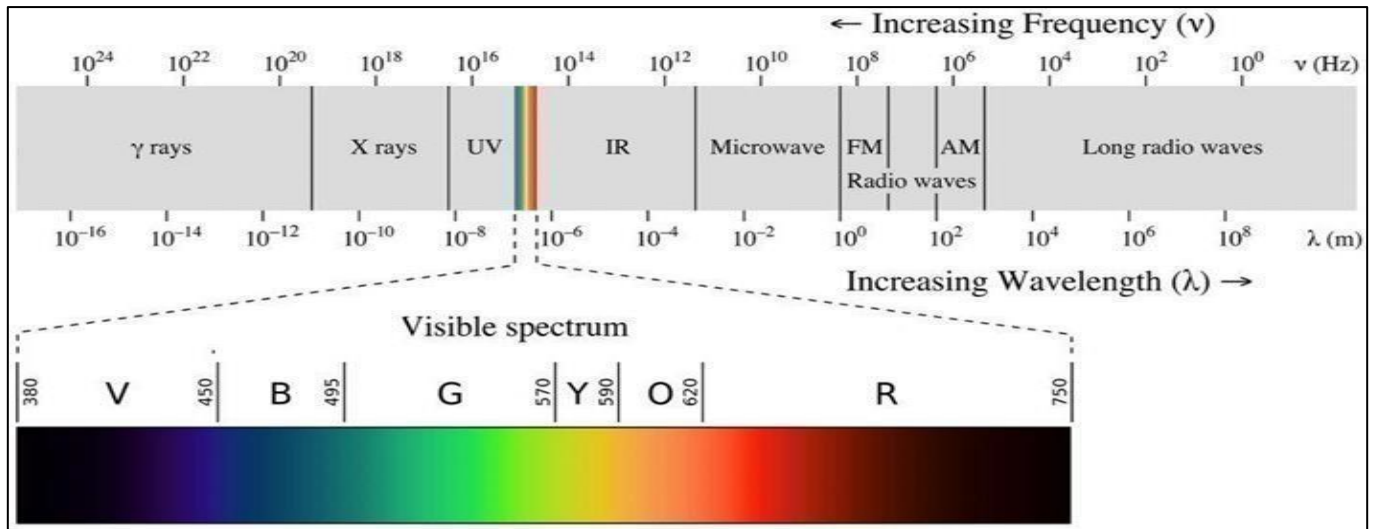 ← Increasing Frequency (ν)
10²⁴ 10²² 10²⁰ 10¹⁸ 10¹⁶ 10¹⁴ 10¹² 10¹⁰ 10⁸ 10⁶ 10⁴ 10² 10⁰ ν (Hz)
γ rays X rays UV IR Microwave FM AM Long radio waves
Radio waves
10⁻¹⁶ 10⁻¹⁴ 10⁻¹² 10⁻¹⁰ 10⁻⁸ 10⁻⁶ 10⁻⁴ 10⁻² 10⁰ 10² 10⁴ 10⁶ 10⁸ λ (m)
Increasing Wavelength (λ) →
Visible spectrum
380 V 450 B 495 G 570 Y 590 O 620 R 750